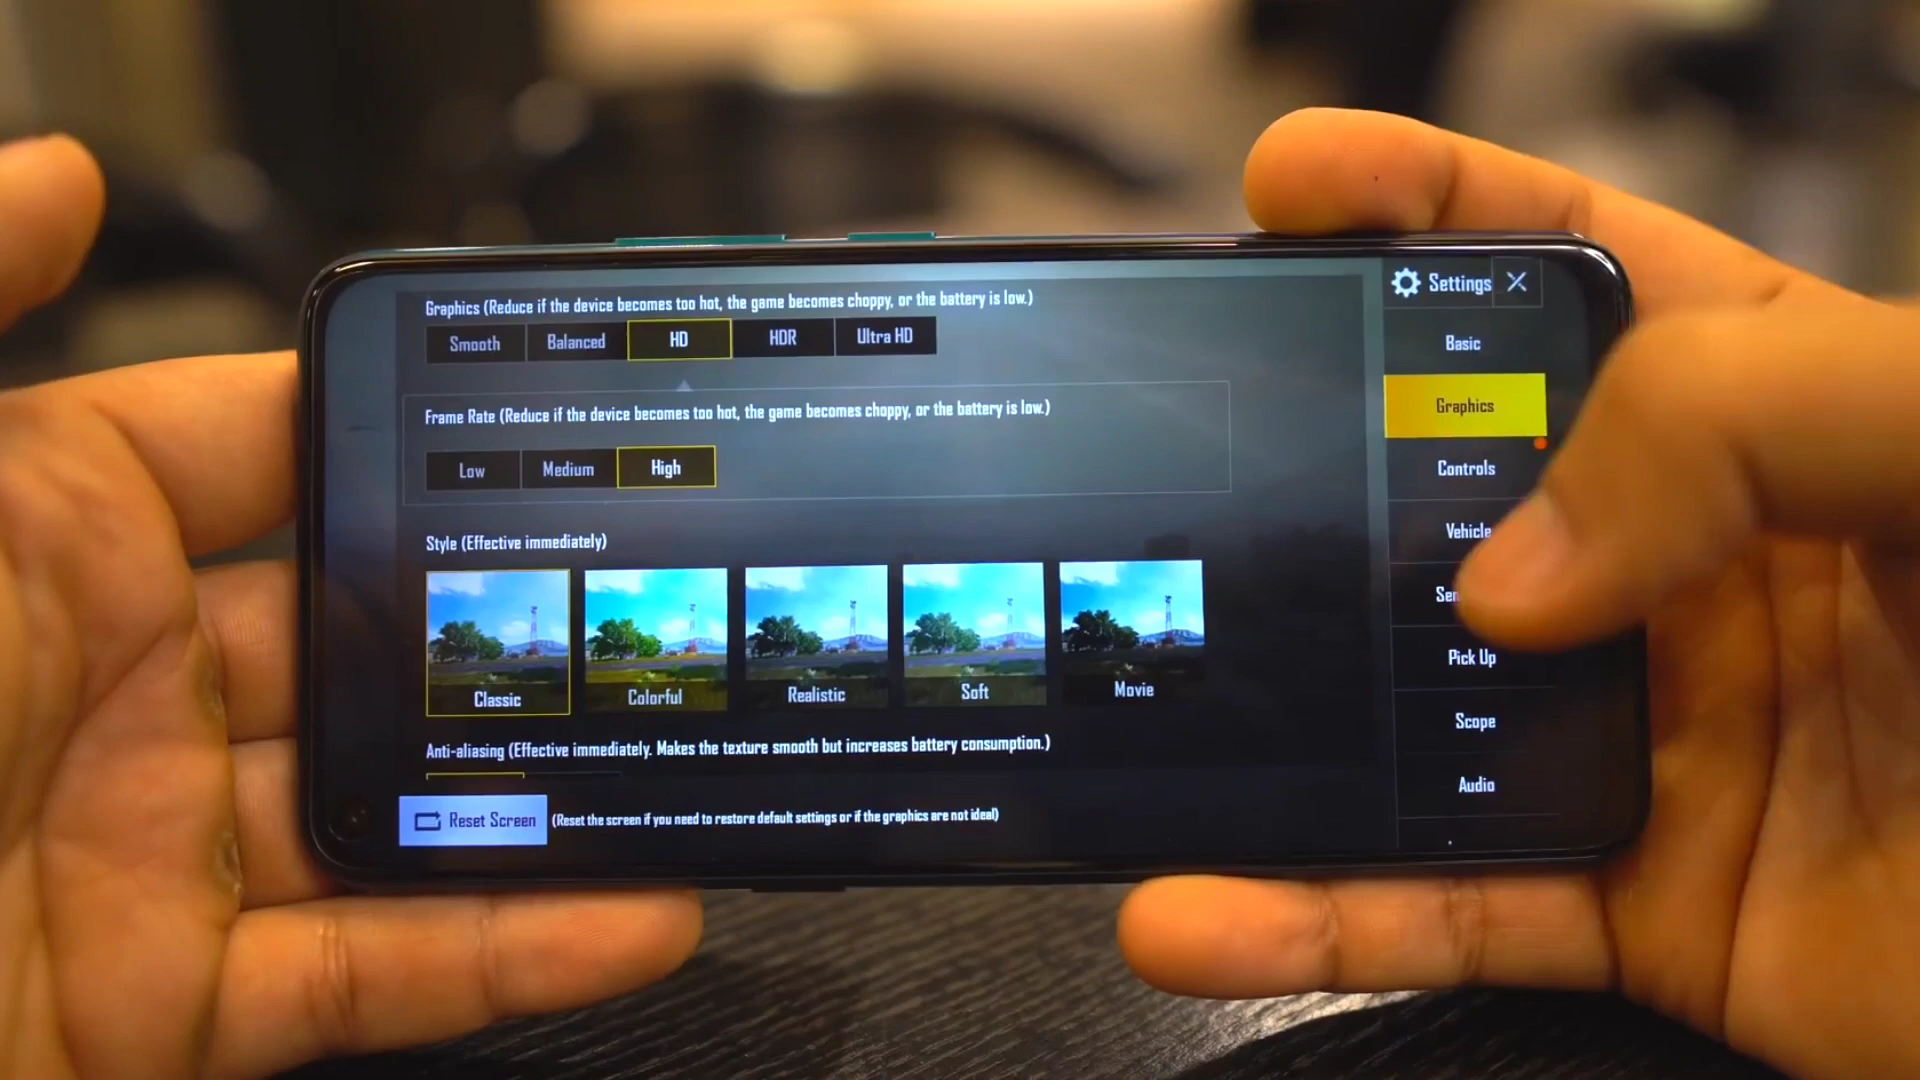 Graphics (Reduce if the device becomes too hot, the game becomes choppy, or the battery is low.)
Smooth Balanced HD HDR Ultra HD
Frame Rate (Reduce if the device becomes too hot, the game becomes choppy, or the battery is low.)
Low Medium High
Style (Effective immediately)
Classic Colorful Realistic Soft Movie
Anti-aliasing (Effective immediately. Makes the texture smooth but increases battery consumption.)
Reset Screen (Reset the screen if you need to restore default settings or if the graphics are not ideal)
Settings
Basic
Graphics
Controls
Vehicle
Pick Up
Scope
Audio